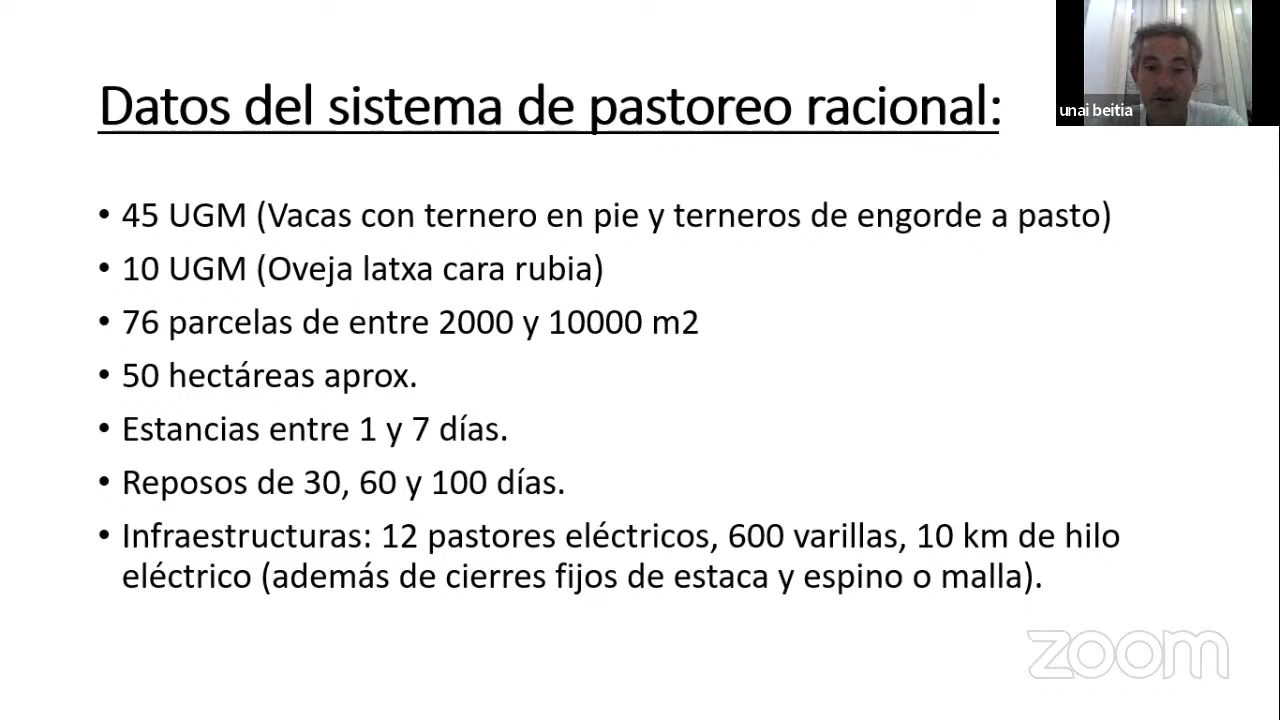 Datos del sistema de pastoreo racional:
unai beitia
• 45 UGM (Vacas con ternero en pie y terneros de engorde a pasto)
• 10 UGM (Oveja latxa cara rubia)
• 76 parcelas de entre 2000 y 10000 m2
• 50 hectáreas aprox.
• Estancias entre 1 y 7 días.
• Reposos de 30, 60 y 100 días.
• Infraestructuras: 12 pastores eléctricos, 600 varillas, 10 km de hilo
eléctrico (además de cierres fijos de estaca y espino o malla).
zoom